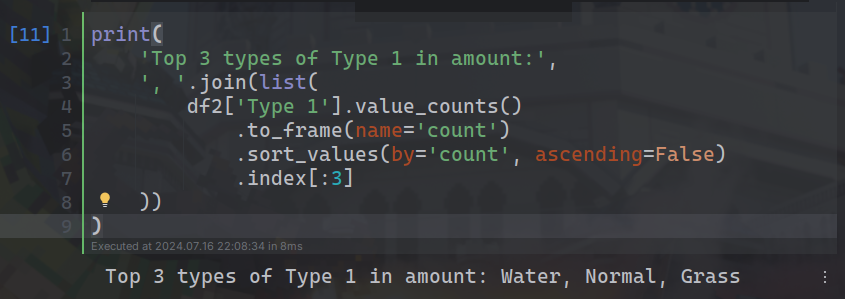 [11] 1 print(
2     'Top 3 types of Type 1 in amount:',
3     ', '.join(list(
4         df2['Type 1'].value_counts()
5             .to_frame(name='count')
6             .sort_values(by='count', ascending=False)
7             .index[:3]
8     ))
9 )
Executed at 2024.07.16 22:08:34 in 8ms
Top 3 types of Type 1 in amount: Water, Normal, Grass